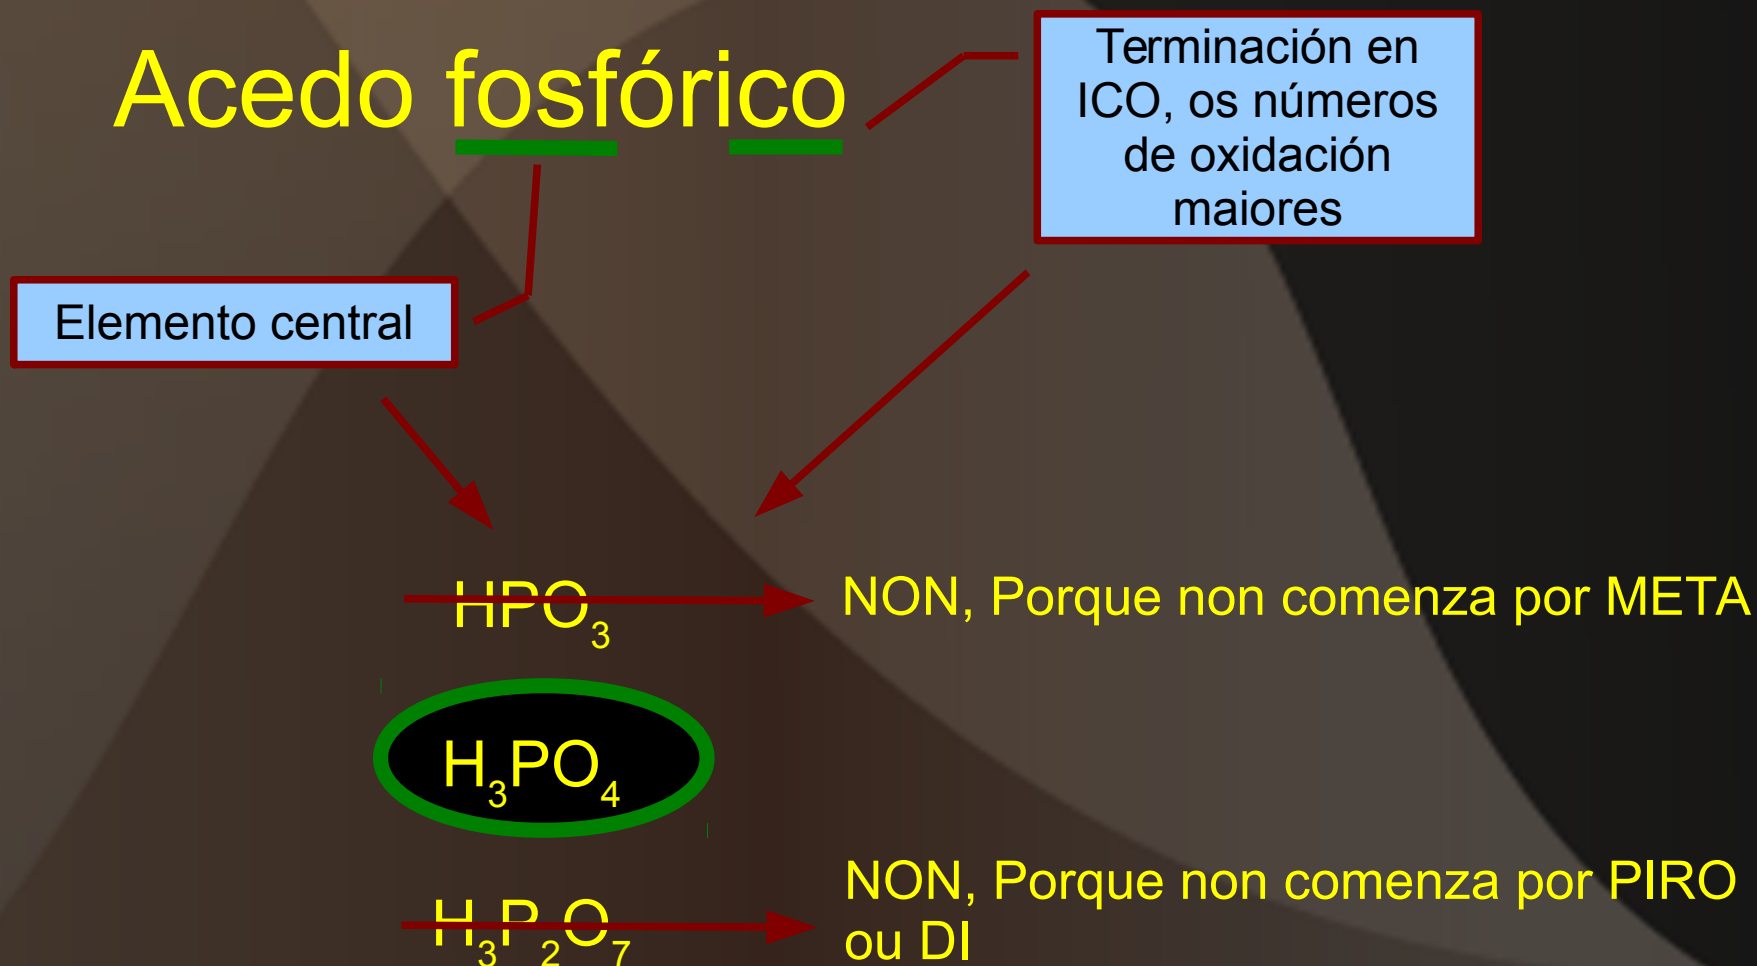 Acedo fosfórico
Terminación en
ICO, os números
de oxidación
maiores
Elemento central
HPO₃
NON, Porque non comenza por META
H₃PO₄
H₃P₂O₇
NON, Porque non comenza por PIRO
ou DI